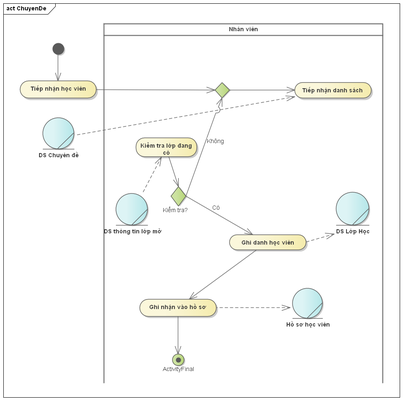 act ChuyenDe
Nhân viên
Tiếp nhận học viên
Tiếp nhận danh sách
DS Chuyên đề
Kiểm tra lớp đang
có
Không
Kiểm tra?
Có
DS thông tin lớp mở
DS Lớp Học
Ghi danh học viên
Ghi nhận vào hồ sơ
Hồ sơ học viên
ActivityFinal